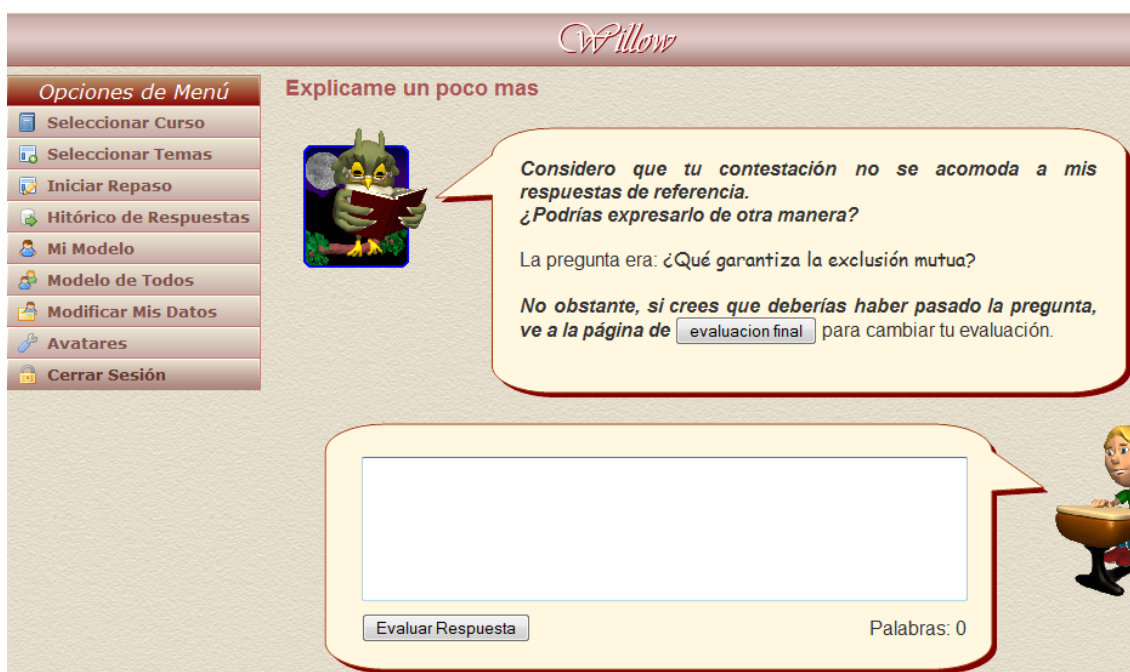 Willow
Opciones de Menú
Seleccionar Curso
Seleccionar Temas
Iniciar Repaso
Hitórico de Respuestas
Mi Modelo
Modelo de Todos
Modificar Mis Datos
Avatares
Cerrar Sesión
Explicame un poco mas
Considero que tu contestación no se acomoda a mis
respuestas de referencia.
¿Podrías expresarlo de otra manera?
La pregunta era: ¿Qué garantiza la exclusión mutua?
No obstante, si crees que deberías haber pasado la pregunta,
ve a la página de evaluacion final para cambiar tu evaluación.
Evaluar Respuesta Palabras: 0